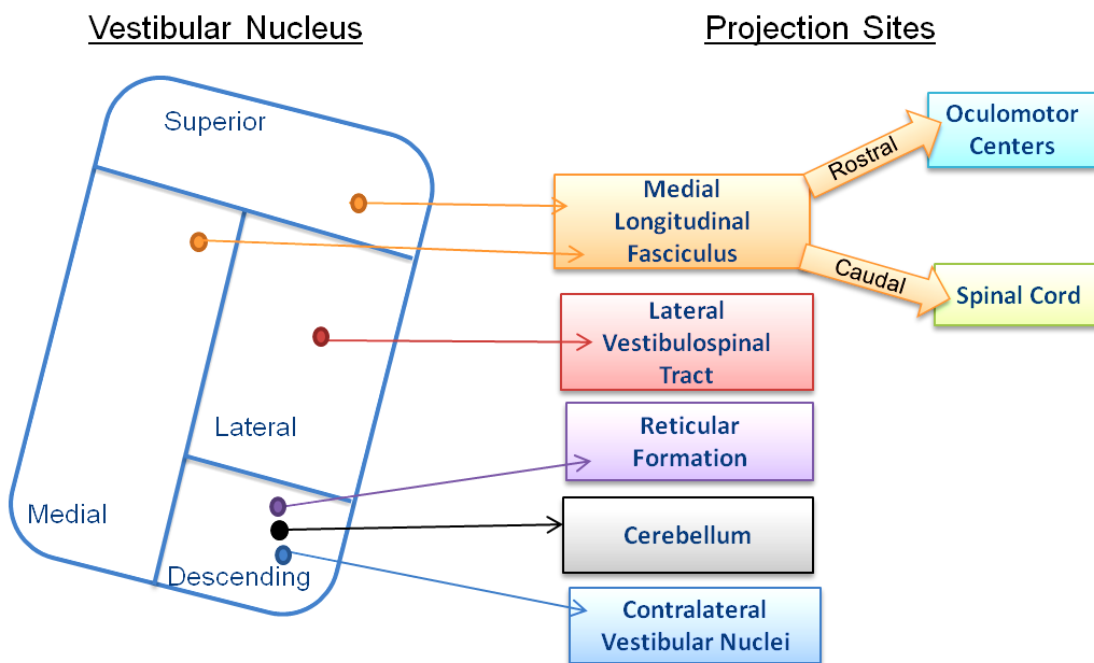 Vestibular Nucleus
Projection Sites
Superior
Medial
Lateral
Descending
Medial
Longitudinal
Fasciculus
Rostral
Oculomotor
Centers
Caudal
Spinal Cord
Lateral
Vestibulospinal
Tract
Reticular
Formation
Cerebellum
Contralateral
Vestibular Nuclei